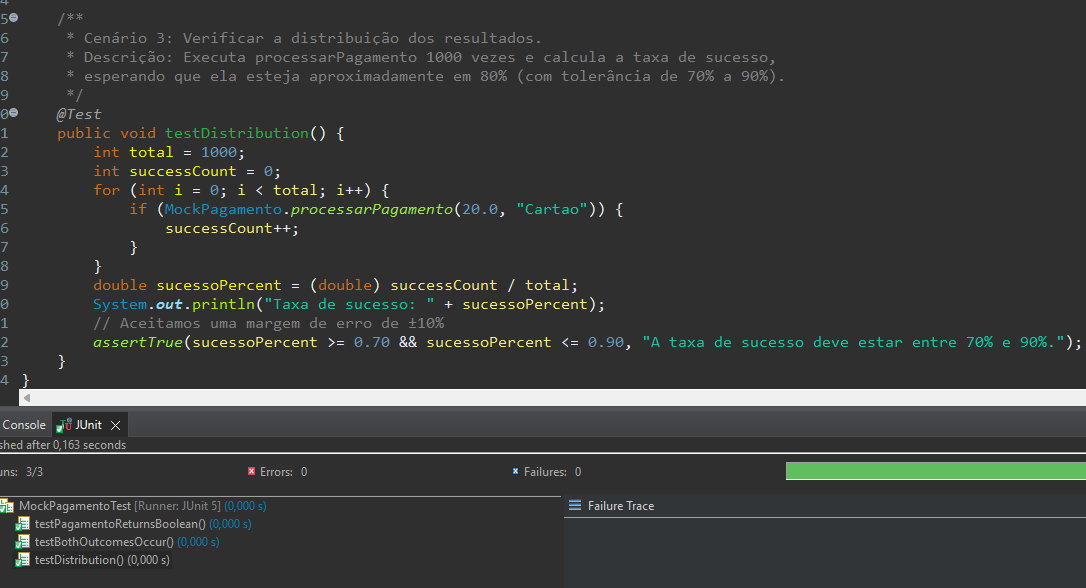 4
5
/**
6
* Cenário 3: Verificar a distribuição dos resultados.
7
* Descrição: Executa processarPagamento 1000 vezes e calcula a taxa de sucesso,
8
* esperando que ela esteja aproximadamente em 80% (com tolerância de 70% a 90%).
9
*/
0
@Test
1
public void testDistribution() {
2
int total = 1000;
3
int successCount = 0;
4
for (int i = 0; i < total; i++) {
5
if (MockPagamento.processarPagamento(20.0, "Cartao")) {
6
successCount++;
7
}
8
}
9
double sucessoPercent = (double) successCount / total;
0
System.out.println("Taxa de sucesso: " + sucessoPercent);
1
// Aceitamos uma margem de erro de ±10%
2
assertTrue(sucessoPercent >= 0.70 && sucessoPercent <= 0.90, "A taxa de sucesso deve estar entre 70% e 90%.");
3
}
4
}
Console
JUnit
shed after 0,163 seconds
uns: 3/3
Errors: 0
Failures: 0
MockPagamentoTest [Runner: JUnit 5] (0,000 s)
testPagamentoReturnsBoolean() (0,000 s)
testBothOutcomesOccur() (0,000 s)
testDistribution() (0,000 s)
Failure Trace